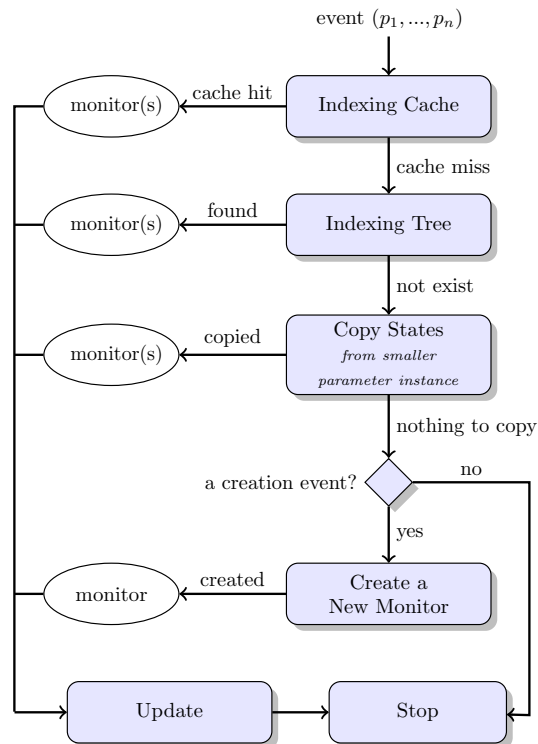 event (p₁,...,pₙ)
monitor(s)
cache hit
Indexing Cache
cache miss
monitor(s)
found
Indexing Tree
not exist
monitor(s)
copied
Copy States
from smaller
parameter instance
nothing to copy
a creation event?
no
yes
monitor
created
Create a
New Monitor
Update
Stop